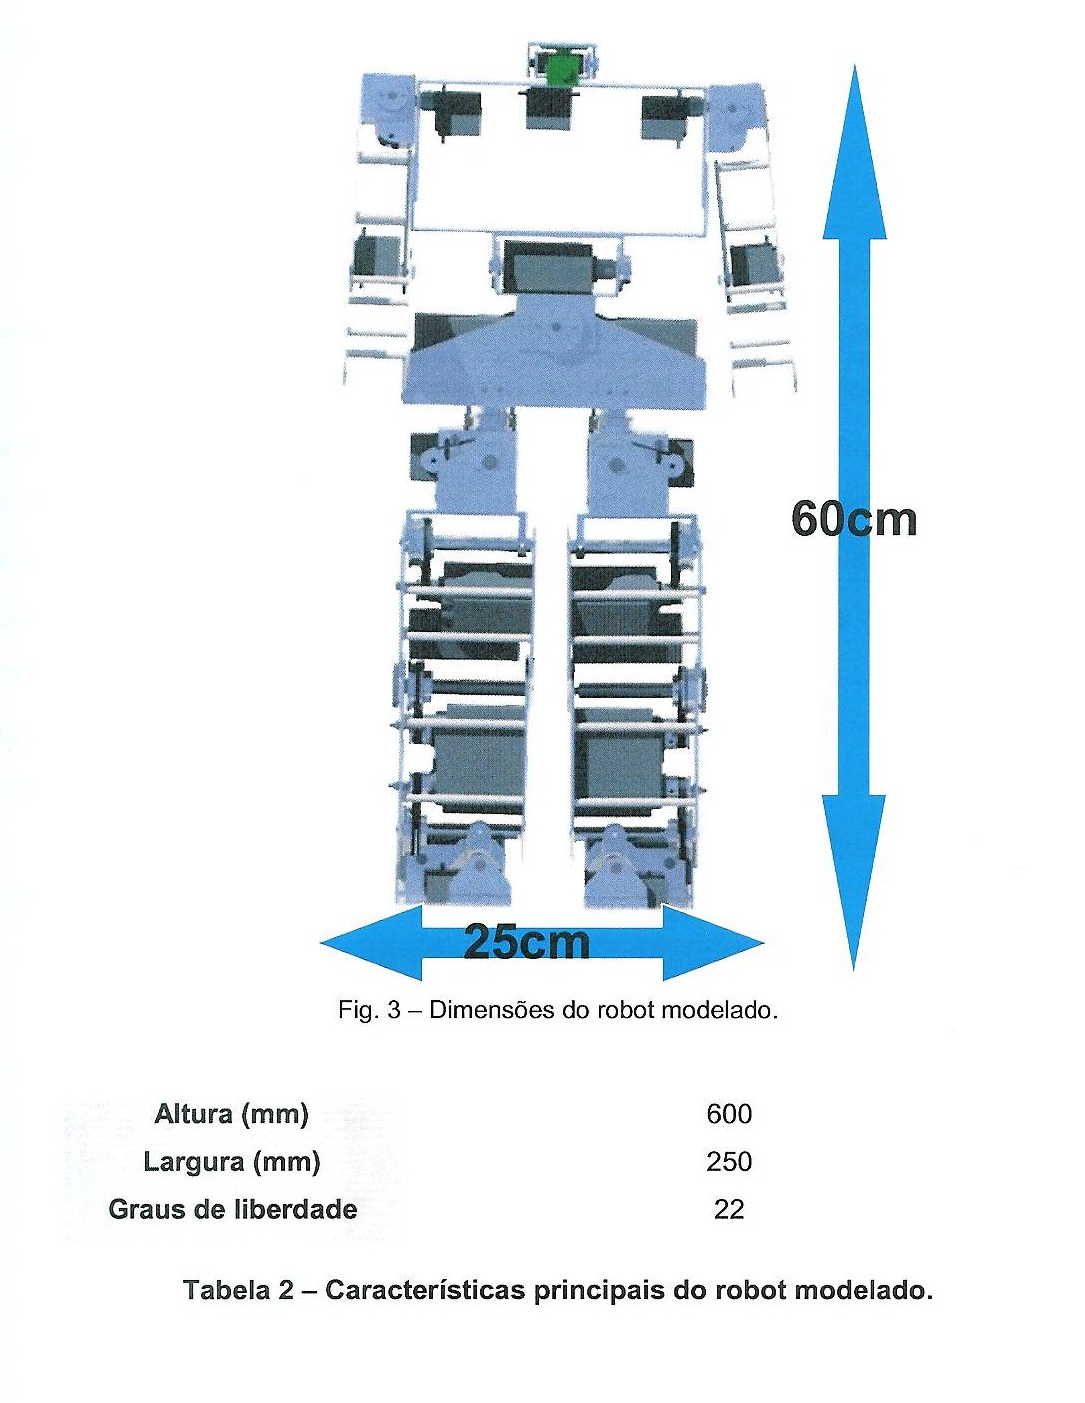 60cm
25cm
Fig. 3 – Dimensões do robot modelado.
Altura (mm) 600
Largura (mm) 250
Graus de liberdade 22
Tabela 2 – Características principais do robot modelado.